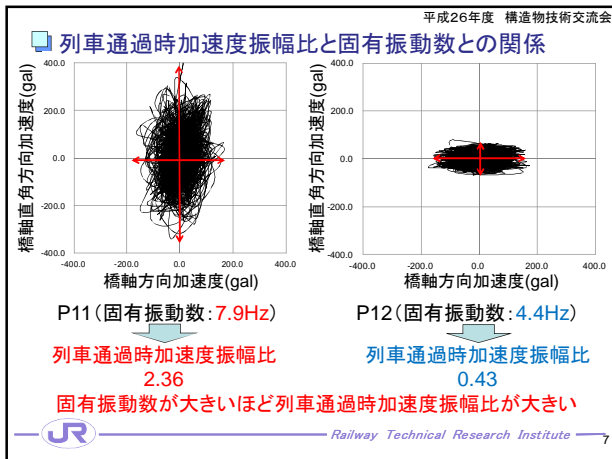 平成26年度 構造物技術交流会
列車通過時加速度振幅比と固有振動数との関係
橋軸直角方向加速度(gal)
400.0
200.0
0.0
-200.0
-400.0
-400.0 -200.0 0.0 200.0 400.0
橋軸方向加速度(gal)
橋軸直角方向加速度(gal)
400.0
200.0
0.0
-200.0
-400.0
-400.0 -200.0 0.0 200.0 400.0
橋軸方向加速度(gal)
P11(固有振動数:7.9Hz)
列車通過時加速度振幅比
2.36
P12(固有振動数:4.4Hz)
列車通過時加速度振幅比
0.43
固有振動数が大きいほど列車通過時加速度振幅比が大きい
JR
Railway Technical Research Institute
7